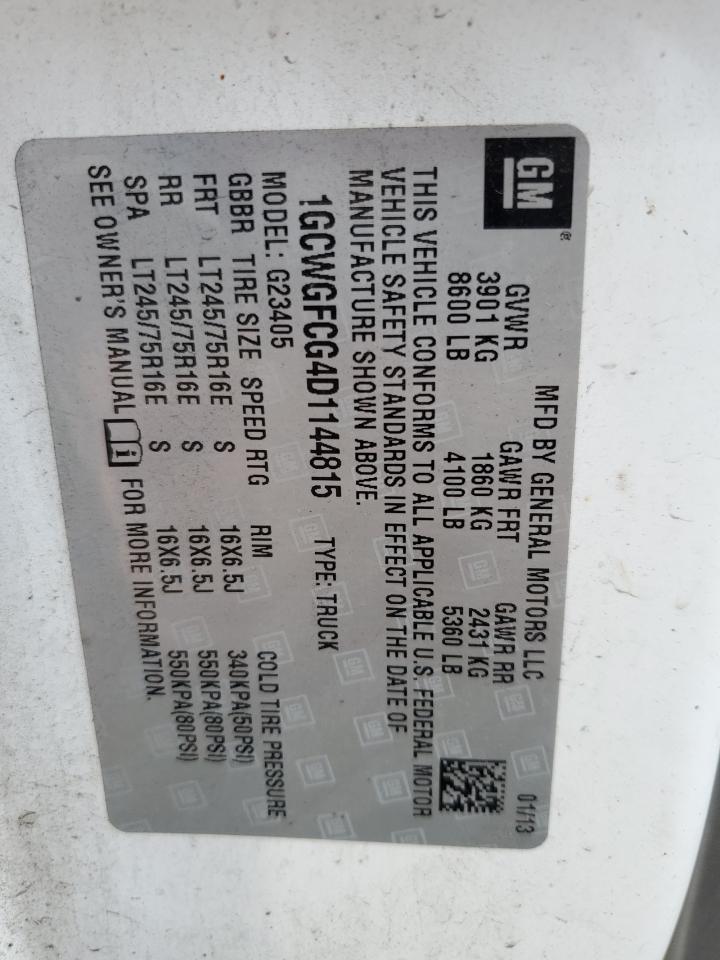 GM®
MFD BY GENERAL MOTORS LLC 01/13
GVWR GAWR FRT GAWR RR
3901 KG 1860 KG 2431 KG
8600 LB 4100 LB 5360 LB
THIS VEHICLE CONFORMS TO ALL APPLICABLE U.S. FEDERAL MOTOR
VEHICLE SAFETY STANDARDS IN EFFECT ON THE DATE OF
MANUFACTURE SHOWN ABOVE.
1GCWGFCG4D1144815 TYPE: TRUCK
MODEL: G23405
GBBR TIRE SIZE SPEED RTG RIM COLD TIRE PRESSURE
FRT LT245/75R16E S 16X6.5J 340KPA(50PSI)
RR LT245/75R16E S 16X6.5J 550KPA(80PSI)
SPA LT245/75R16E S 16X6.5J 550KPA(80PSI)
SEE OWNER'S MANUAL i FOR MORE INFORMATION.